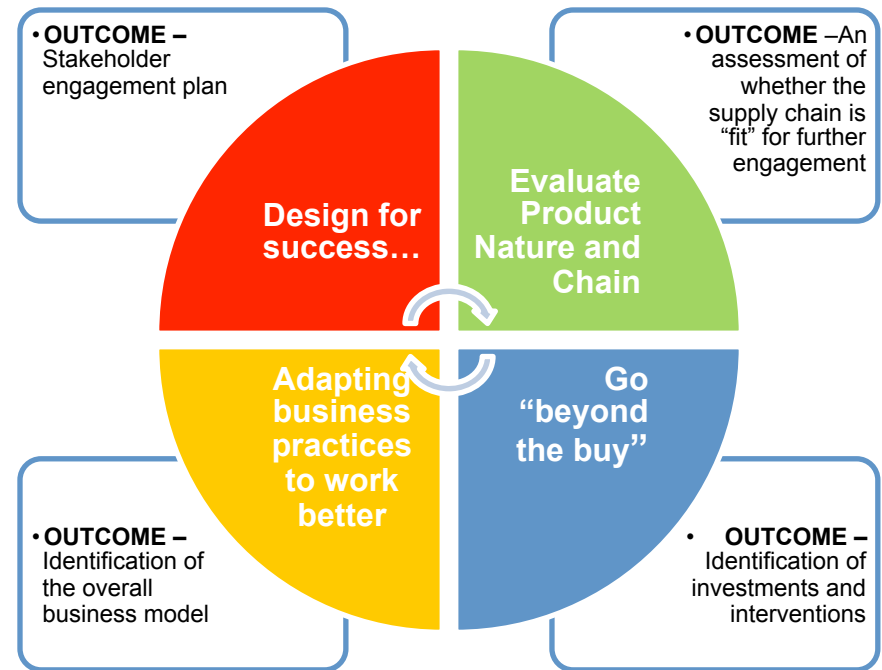 • OUTCOME –
Stakeholder
engagement plan
• OUTCOME –An
assessment of
whether the
supply chain is
“fit” for further
engagement
Design for
success…
Evaluate
Product
Nature and
Chain
Adapting
business
practices
to work
better
Go
“beyond
the buy”
• OUTCOME –
Identification of
the overall
business model
• OUTCOME –
Identification of
investments and
interventions